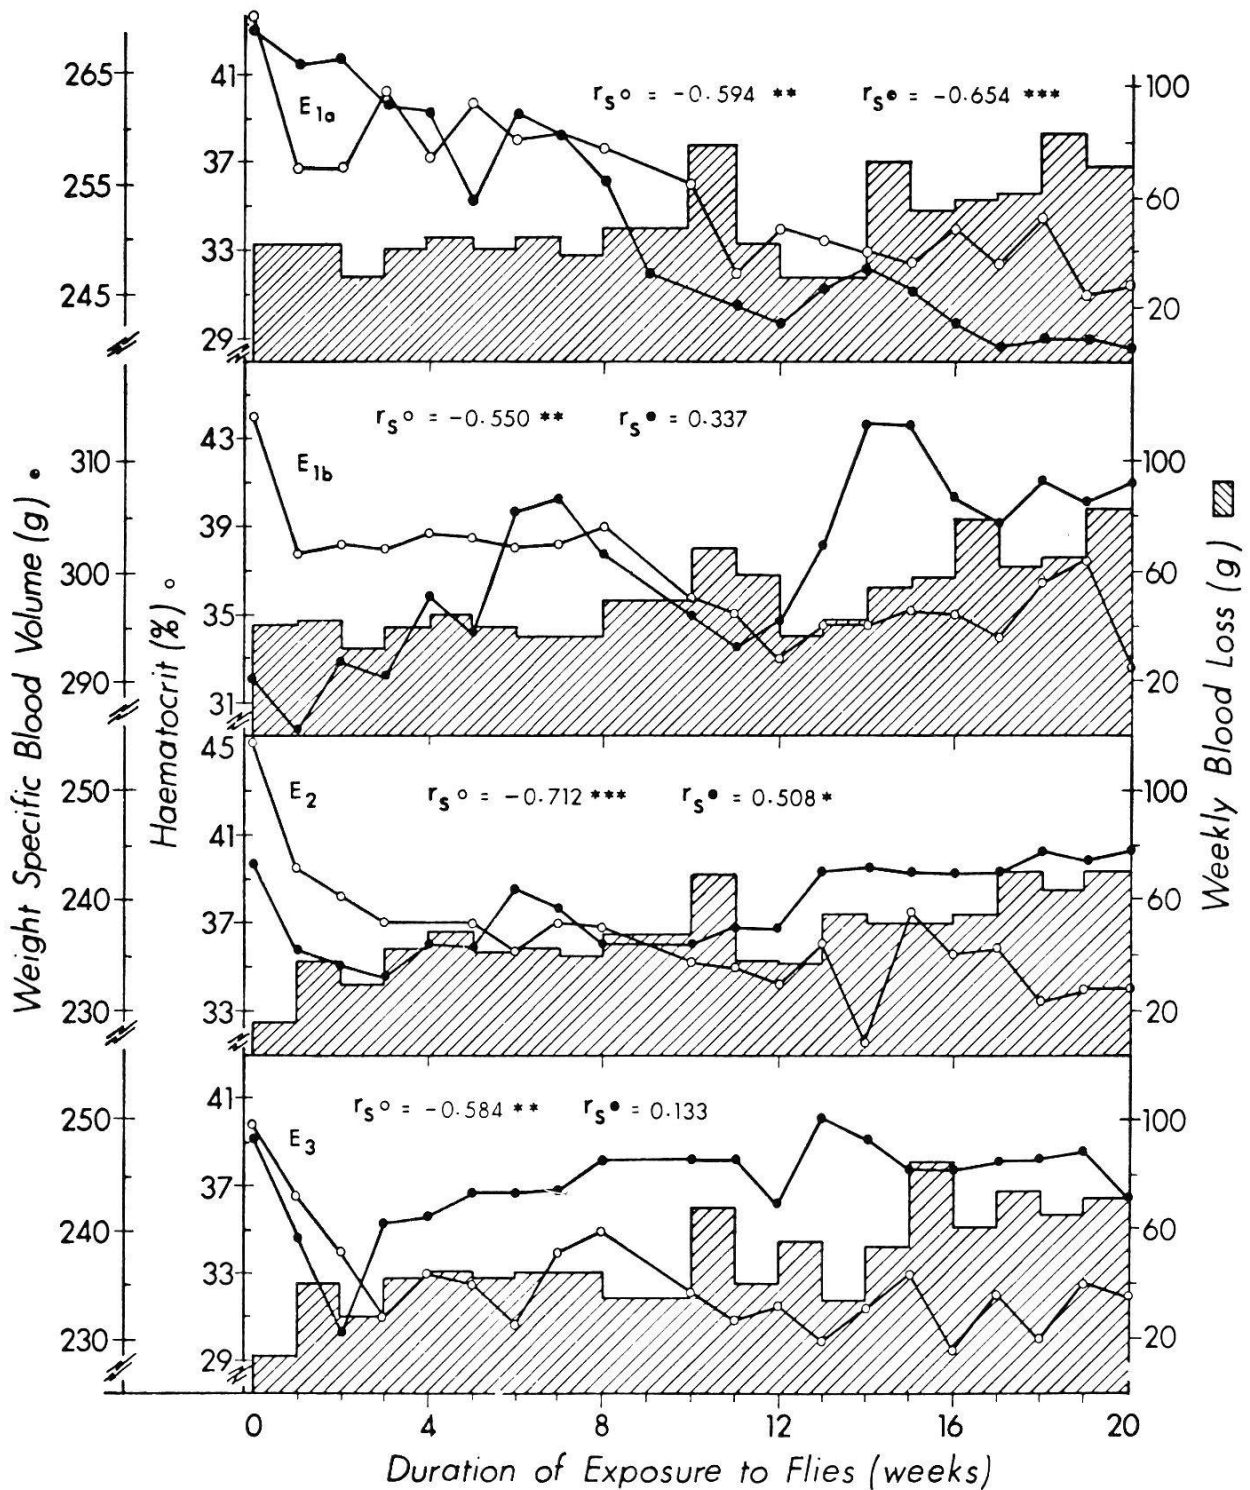 265
255
245
41
37
33
29
E1a
rs○ = -0.594 **
rs● = -0.654 ***
100
60
20
310
300
290
43
39
35
31
E1b
rs○ = -0.550 **
rs● = 0.337
100
60
20
250
240
230
45
41
37
33
E2
rs○ = -0.712 ***
rs● = 0.508 *
100
60
20
250
240
230
41
37
33
29
E3
rs○ = -0.584 **
rs● = 0.133
100
60
20
Weight Specific Blood Volume (g) ●
Haematocrit (%) ○
Weekly Blood Loss (g)
0 4 8 12 16 20
Duration of Exposure to Flies (weeks)